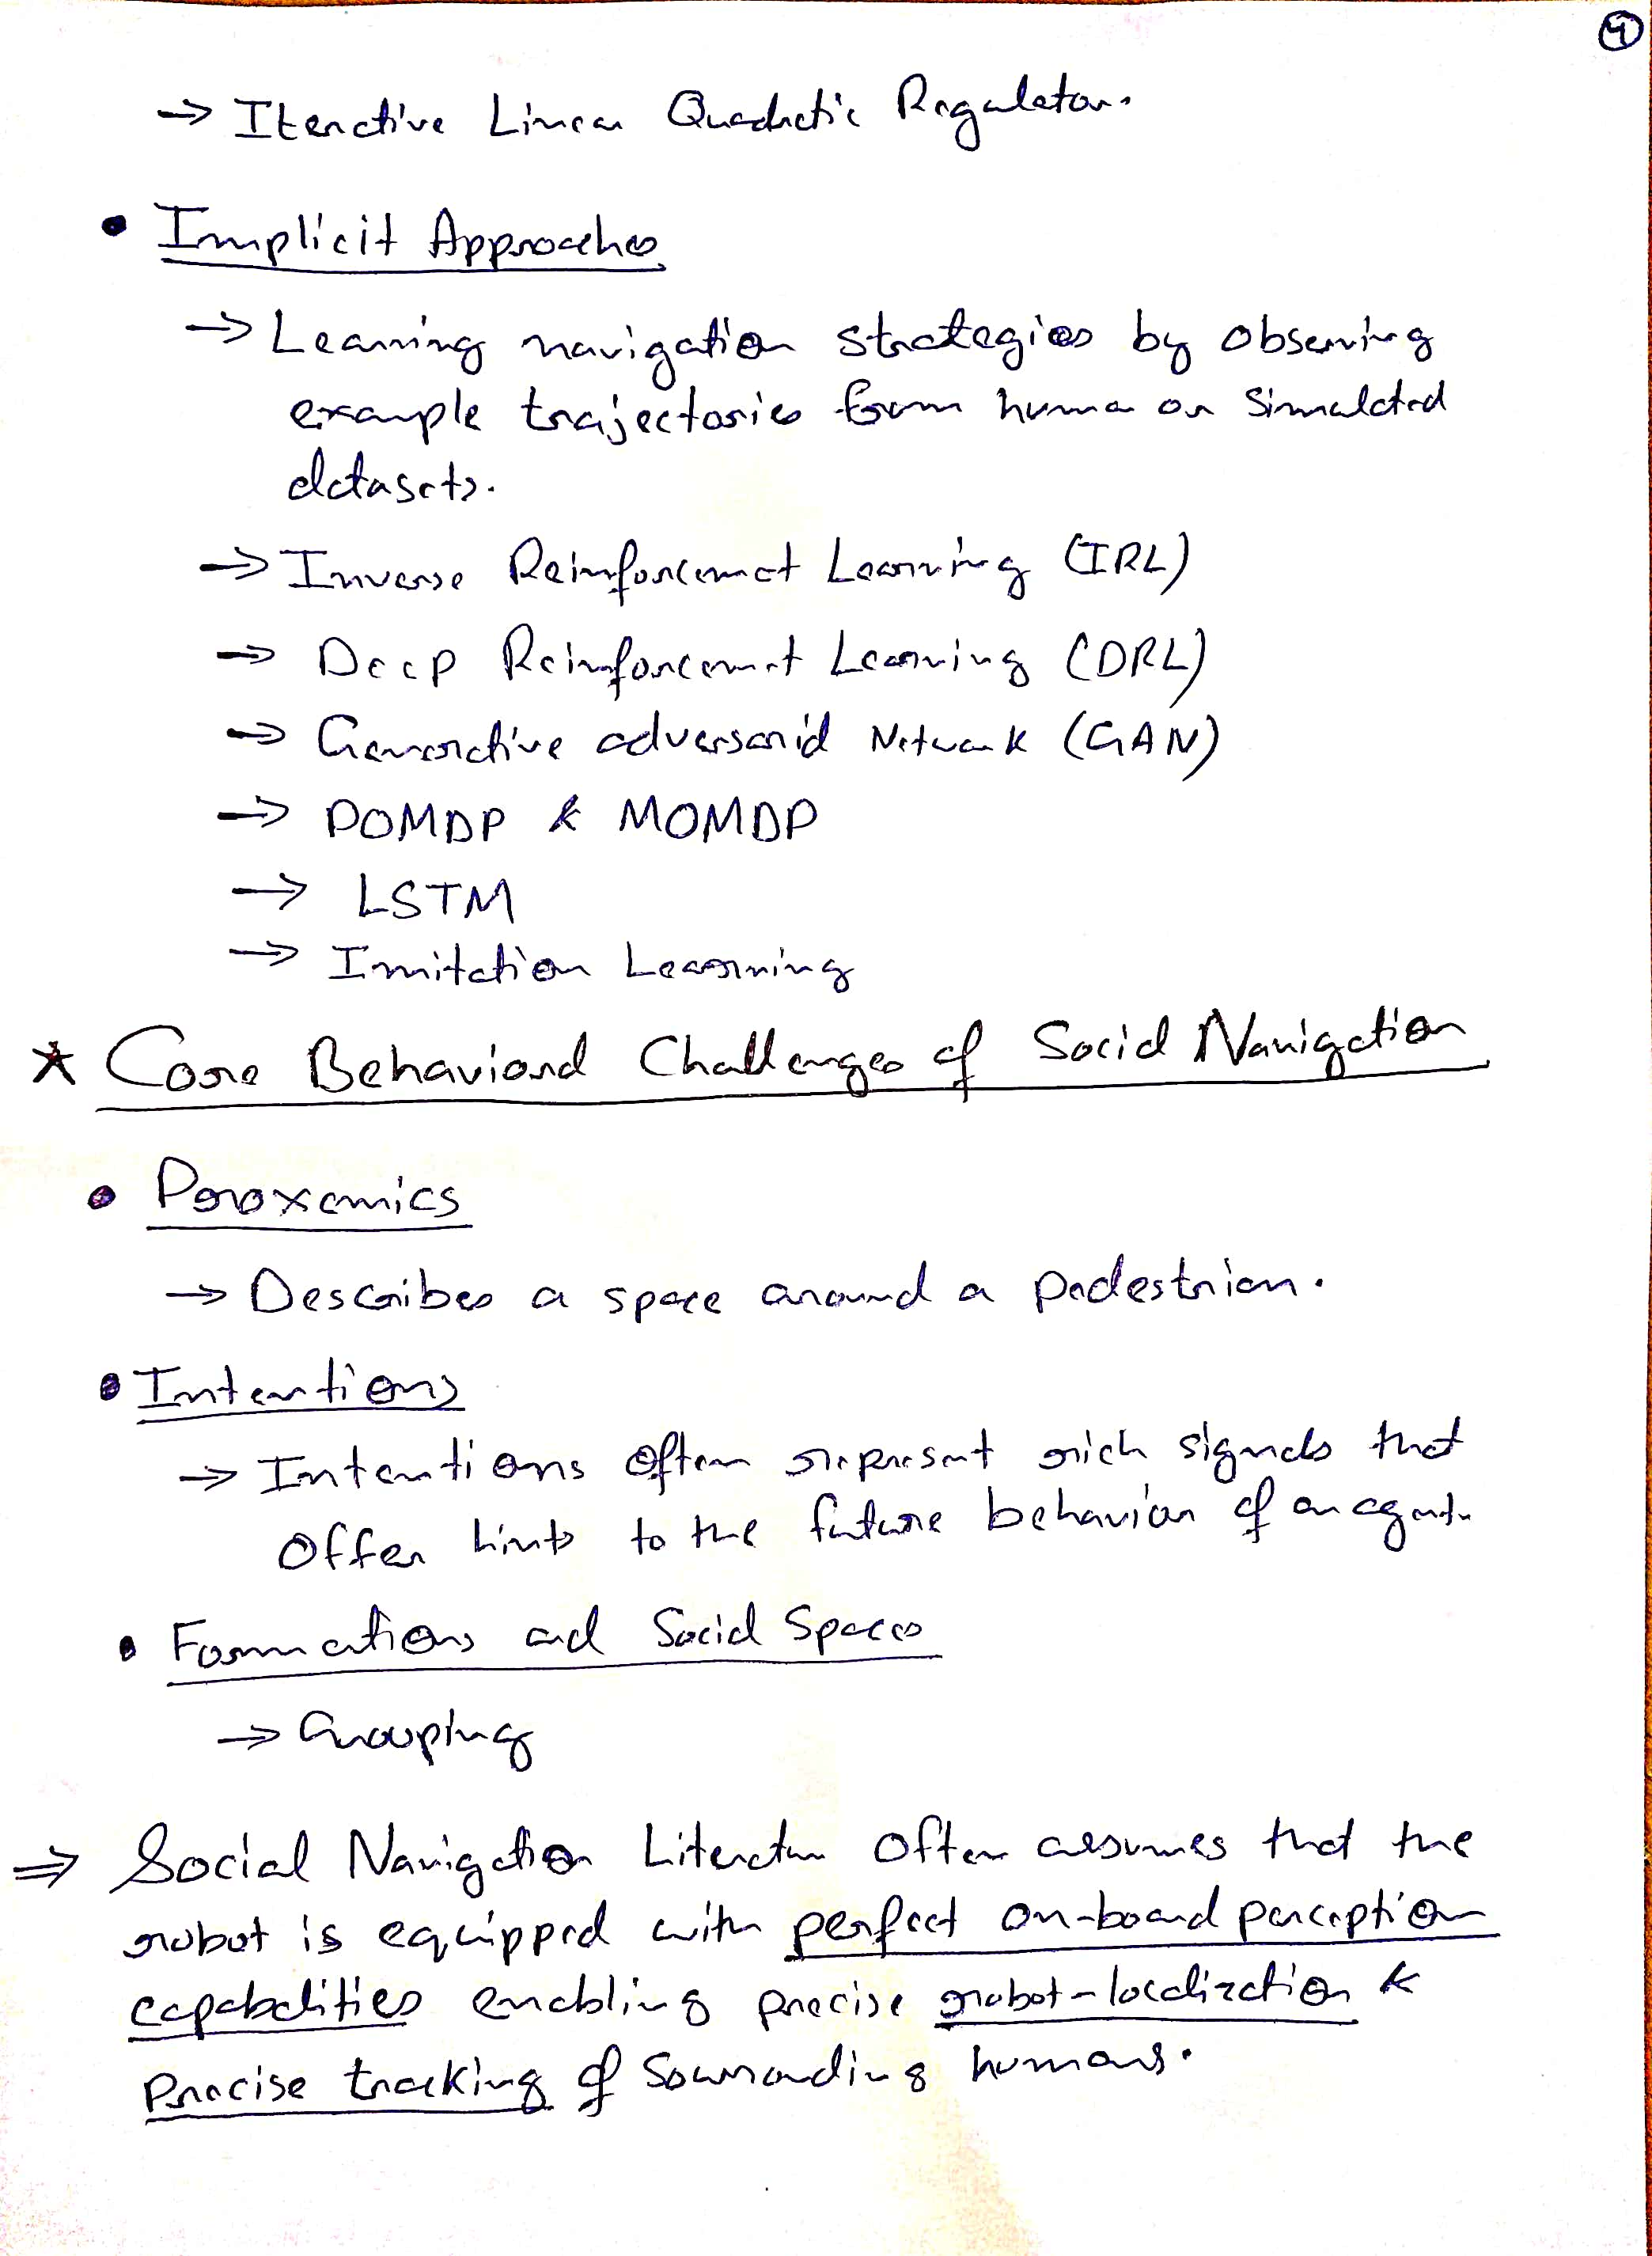 4
→ Iterative Linear Quadratic Regulator.
• Implicit Approaches
→ Learning navigation strategies by observing
example trajectories from human or simulated
datasets.
→ Inverse Reinforcement Learning (IRL)
→ Deep Reinforcement Learning (DRL)
→ Generative adversarial Network (GAN)
→ POMDP & MOMDP
→ LSTM
→ Imitation Learning
★ Core Behavioral Challenges of Social Navigation
• Proxemics
→ Describes a space around a pedestrian.
• Intentions
→ Intentions often represent rich signals that
offer hints to the future behavior of an agent.
• Formations and Social Spaces
→ Grouping
⇒ Social Navigation Literature often assumes that the
robot is equipped with perfect on-board perception
capabilities enabling precise robot-localization &
Precise tracking of Sourrounding humans.